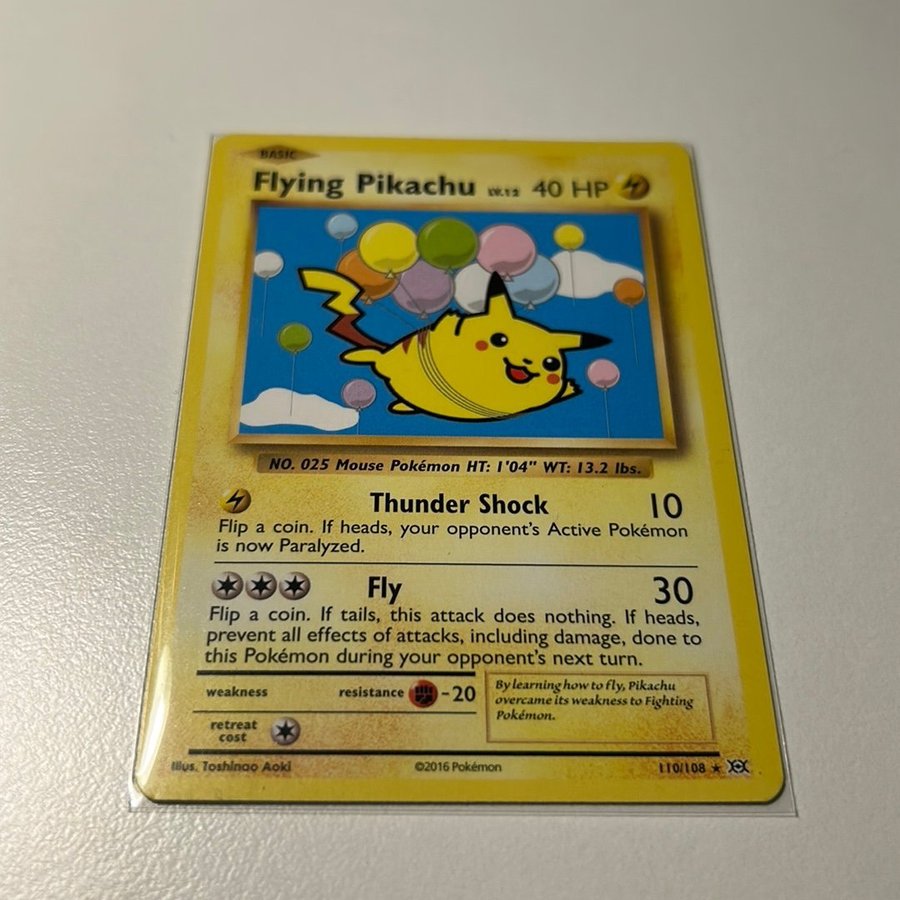 BASIC
Flying Pikachu LV.12 40 HP
NO. 025 Mouse Pokémon HT: 1'04" WT: 13.2 lbs.
Thunder Shock 10
Flip a coin. If heads, your opponent's Active Pokémon
is now Paralyzed.
Fly 30
Flip a coin. If tails, this attack does nothing. If heads,
prevent all effects of attacks, including damage, done to
this Pokémon during your opponent's next turn.
weakness resistance -20
retreat
cost
By learning how to fly, Pikachu
overcame its weakness to Fighting
Pokémon.
Illus. Toshinao Aoki ©2016 Pokémon 110/108 ★